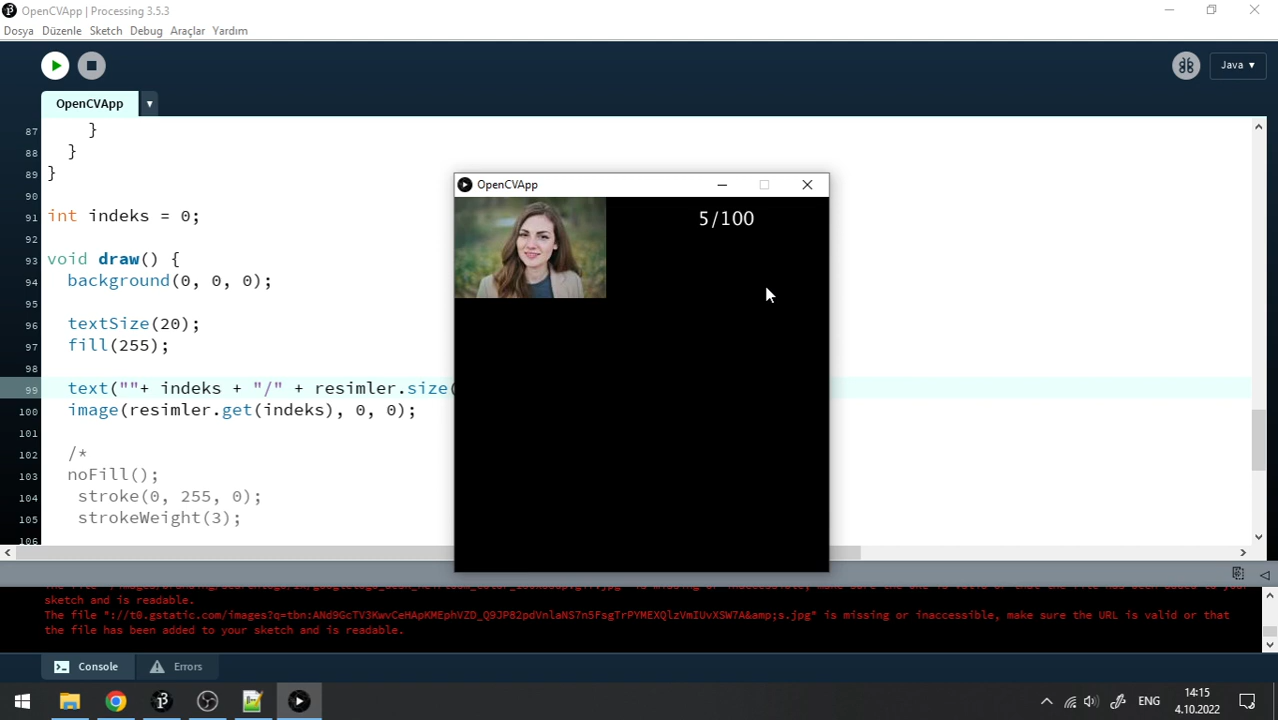 OpenCVApp | Processing 3.5.3
Dosya Düzenle Sketch Debug Araçlar Yardım
Java ▾
OpenCVApp ▾
87 }
88 }
89 }
90
91 int indeks = 0;
92
93 void draw() {
94 background(0, 0, 0);
95
96 textSize(20);
97 fill(255);
98
99 text(""+ indeks + "/" + resimler.size(
100 image(resimler.get(indeks), 0, 0);
101
102 /*
103 noFill();
104 stroke(0, 255, 0);
105 strokeWeight(3);
106
OpenCVApp
5/100
sketch and is readable.
The file "://t0.gstatic.com/images?q=tbn:ANd9GcTV3KwvCeHApKMEphVZD_Q9JP82pdVnlaNS7n5FsgTrPYMEXQlzVmIUvXSW7A&amp;s.jpg" is missing or inaccessible, make sure the URL is valid or that
the file has been added to your sketch and is readable.
Console Errors
ENG
14:15
4.10.2022